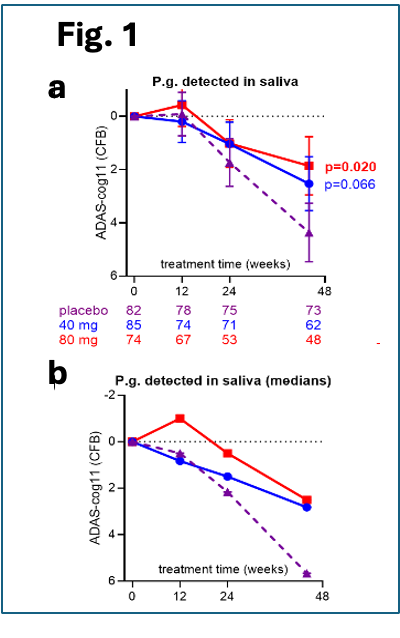 Fig. 1
a
P.g. detected in saliva
ADAS-cog11 (CFB)
0
2
4
6
p=0.020
p=0.066
treatment time (weeks)
0 12 24 48
placebo 82 78 75 73
40 mg 85 74 71 62
80 mg 74 67 53 48
b
P.g. detected in saliva (medians)
ADAS-cog11 (CFB)
-2
0
2
4
6
treatment time (weeks)
0 12 24 48